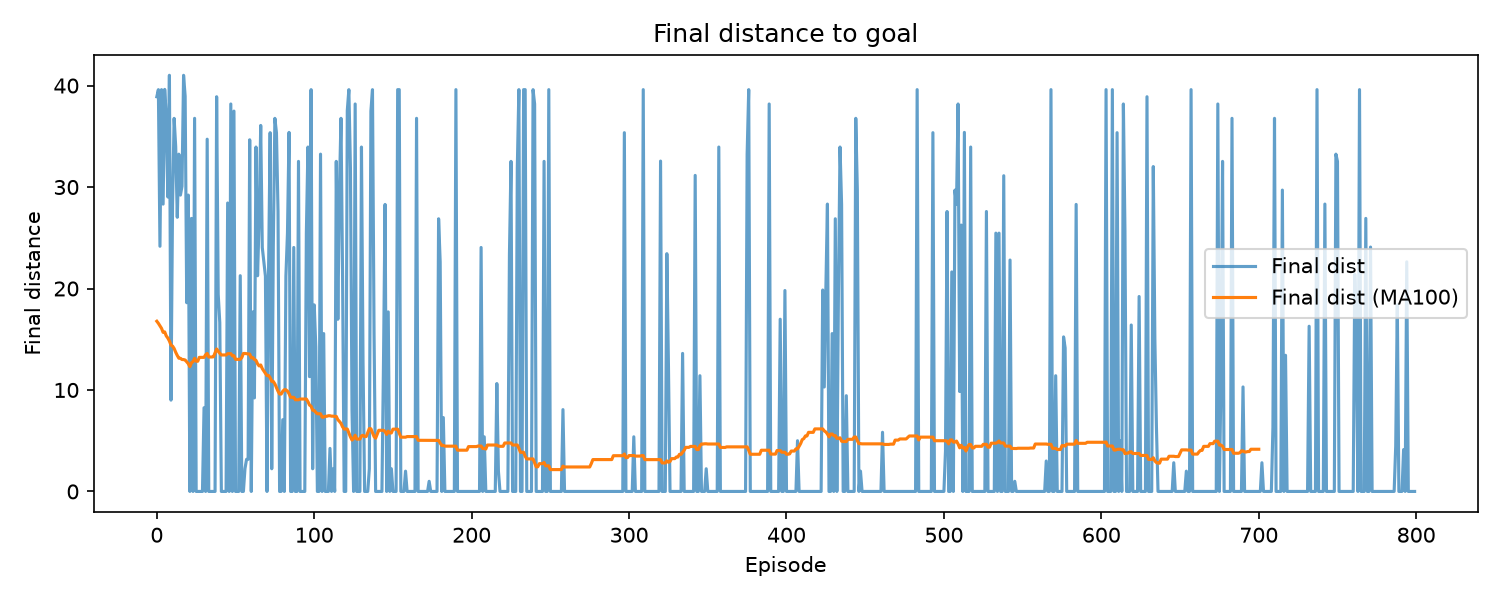 Final distance to goal
Final distance
40
30
20
10
0
Final dist
Final dist (MA100)
0 100 200 300 400 500 600 700 800
Episode